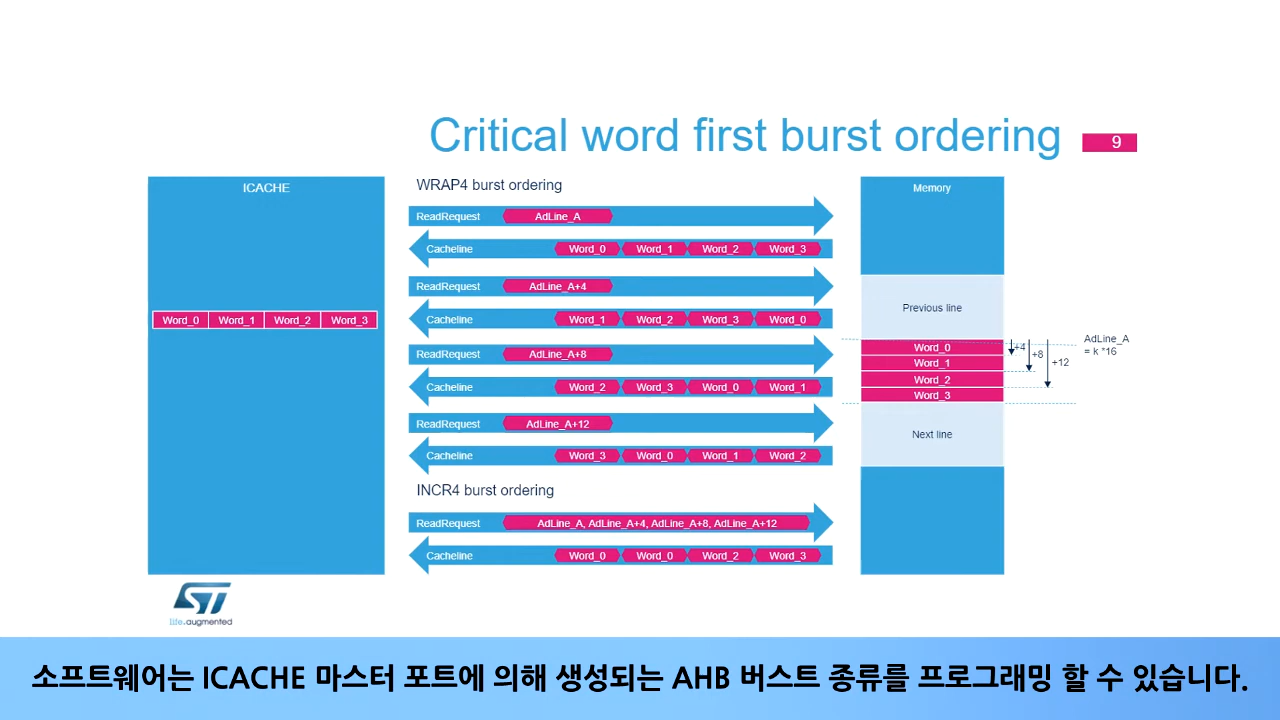 Critical word first burst ordering
9
ICACHE
Word_0 Word_1 Word_2 Word_3
WRAP4 burst ordering
ReadRequest AdLine_A
Cacheline Word_0 Word_1 Word_2 Word_3
ReadRequest AdLine_A+4
Cacheline Word_1 Word_2 Word_3 Word_0
ReadRequest AdLine_A+8
Cacheline Word_2 Word_3 Word_0 Word_1
ReadRequest AdLine_A+12
Cacheline Word_3 Word_0 Word_1 Word_2
INCR4 burst ordering
ReadRequest AdLine_A, AdLine_A+4, AdLine_A+8, AdLine_A+12
Cacheline Word_0 Word_0 Word_2 Word_3
Memory
Previous line
Word_0
Word_1
Word_2
Word_3
Next line
+4
+8
+12
AdLine_A
= k *16
ST
life.augmented
소프트웨어는 ICACHE 마스터 포트에 의해 생성되는 AHB 버스트 종류를 프로그래밍 할 수 있습니다.